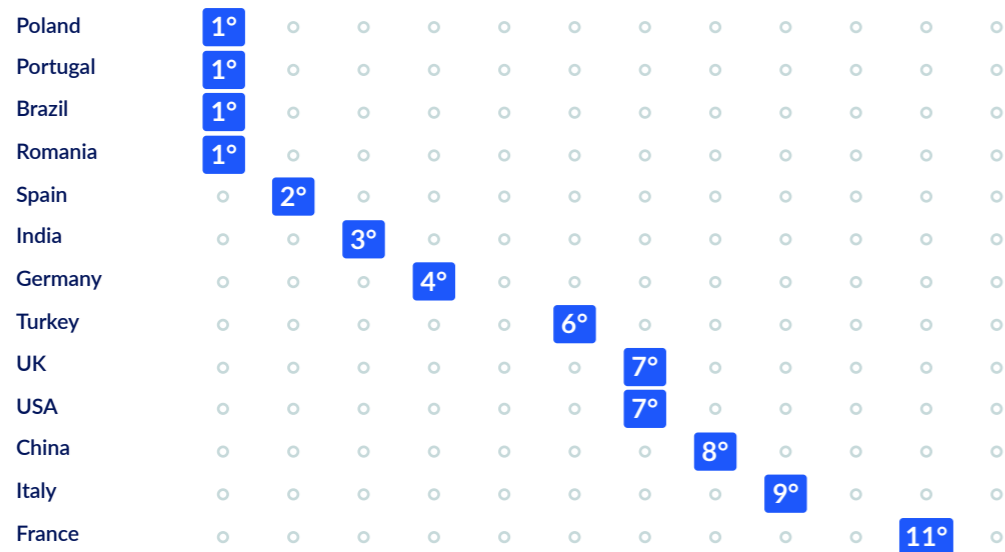 Poland 1°
Portugal 1°
Brazil 1°
Romania 1°
Spain 2°
India 3°
Germany 4°
Turkey 6°
UK 7°
USA 7°
China 8°
Italy 9°
France 11°